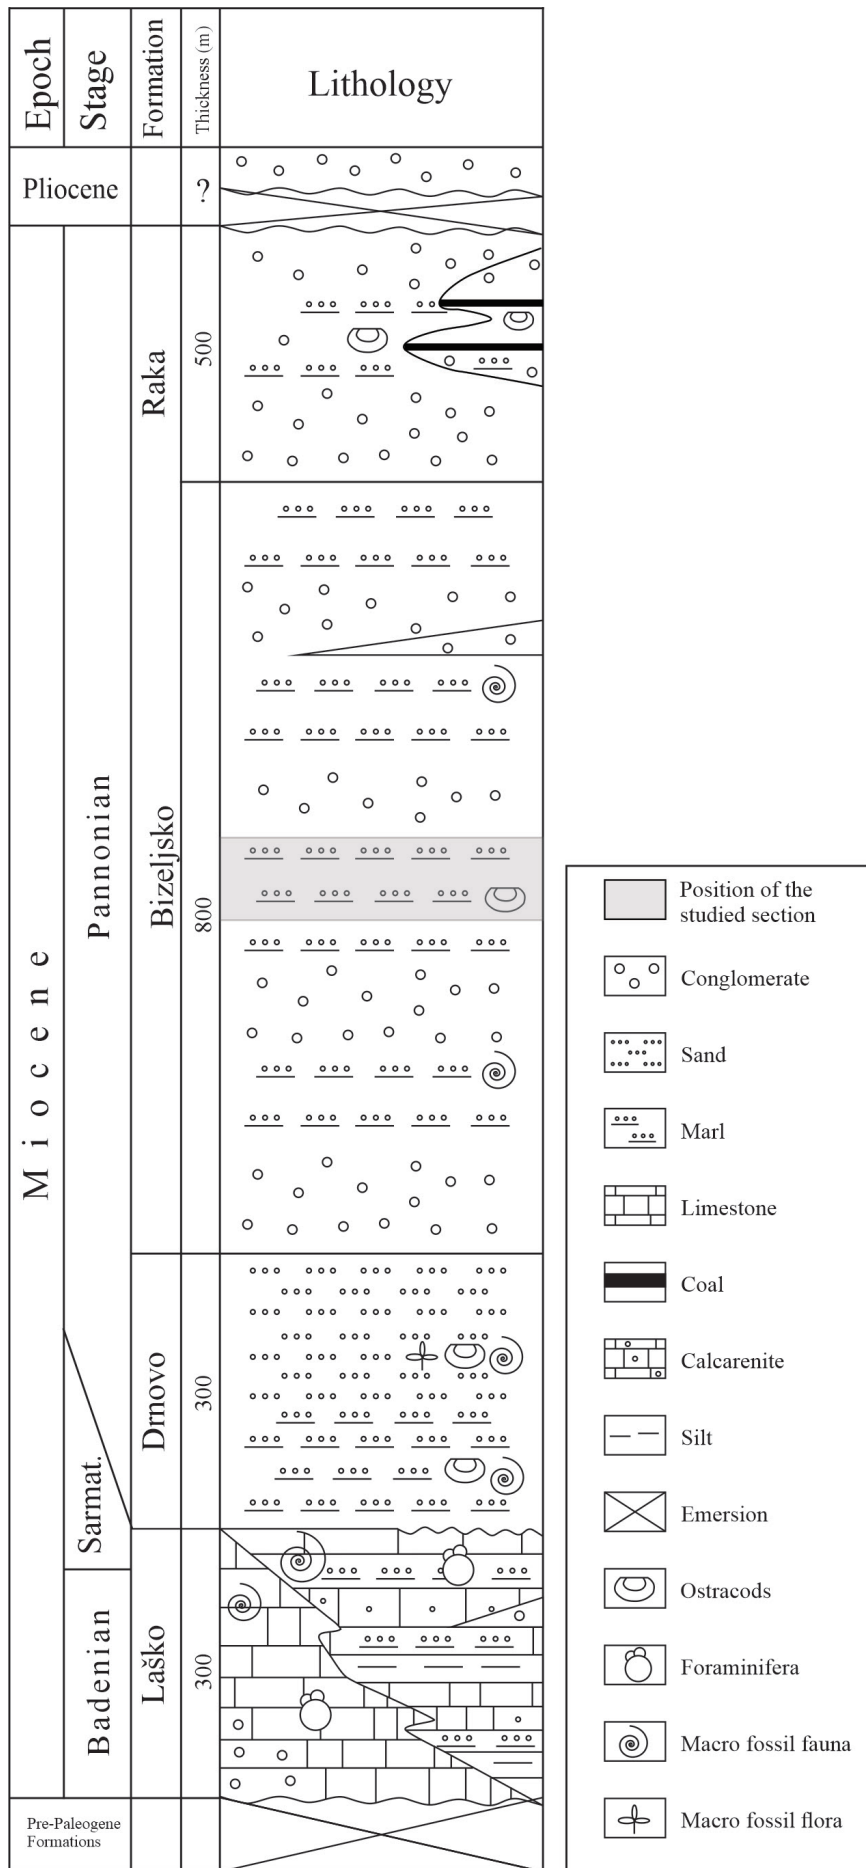 Epoch
Stage
Formation
Thickness (m)
Lithology
Pliocene
?
Miocene
Pannonian
Sarmat.
Badenian
Raka
500
Bizeljsko
800
Drnovo
300
Laško
300
Pre-Paleogene
Formations
Position of the
studied section
Conglomerate
Sand
Marl
Limestone
Coal
Calcarenite
Silt
Emersion
Ostracods
Foraminifera
Macro fossil fauna
Macro fossil flora